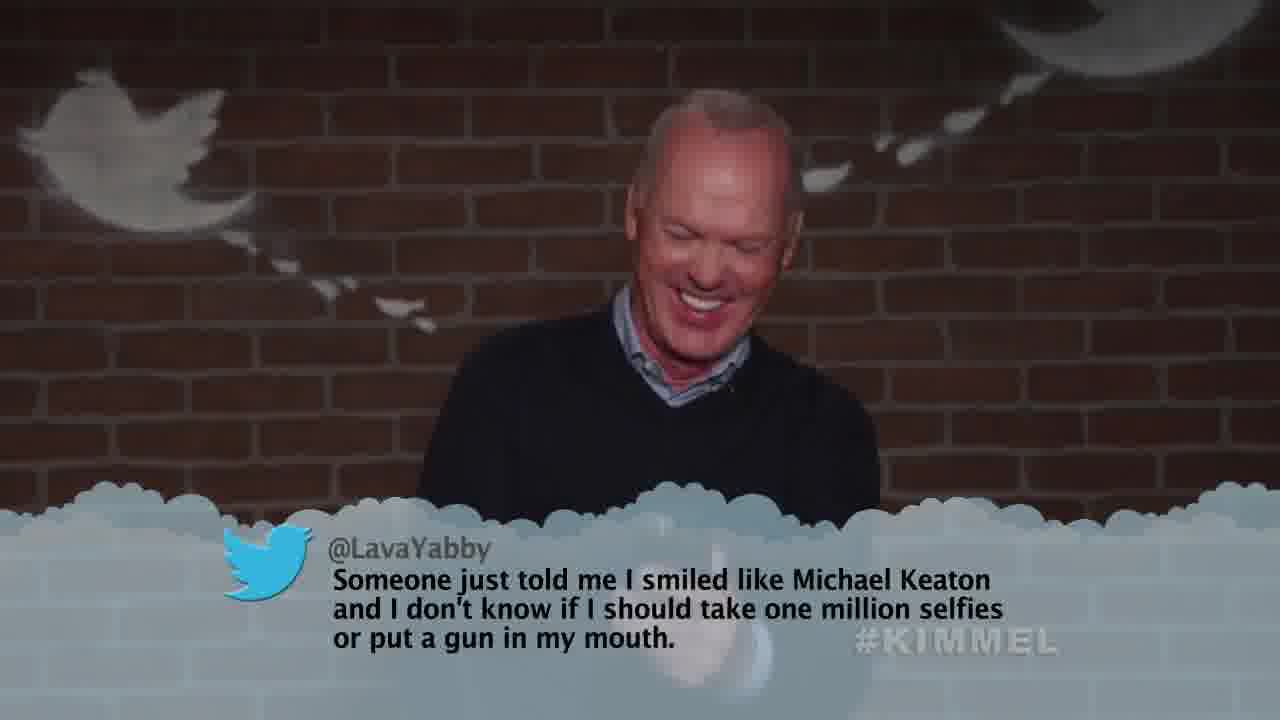 @LavaYabby
Someone just told me I smiled like Michael Keaton
and I don't know if I should take one million selfies
or put a gun in my mouth.
#KIMMEL